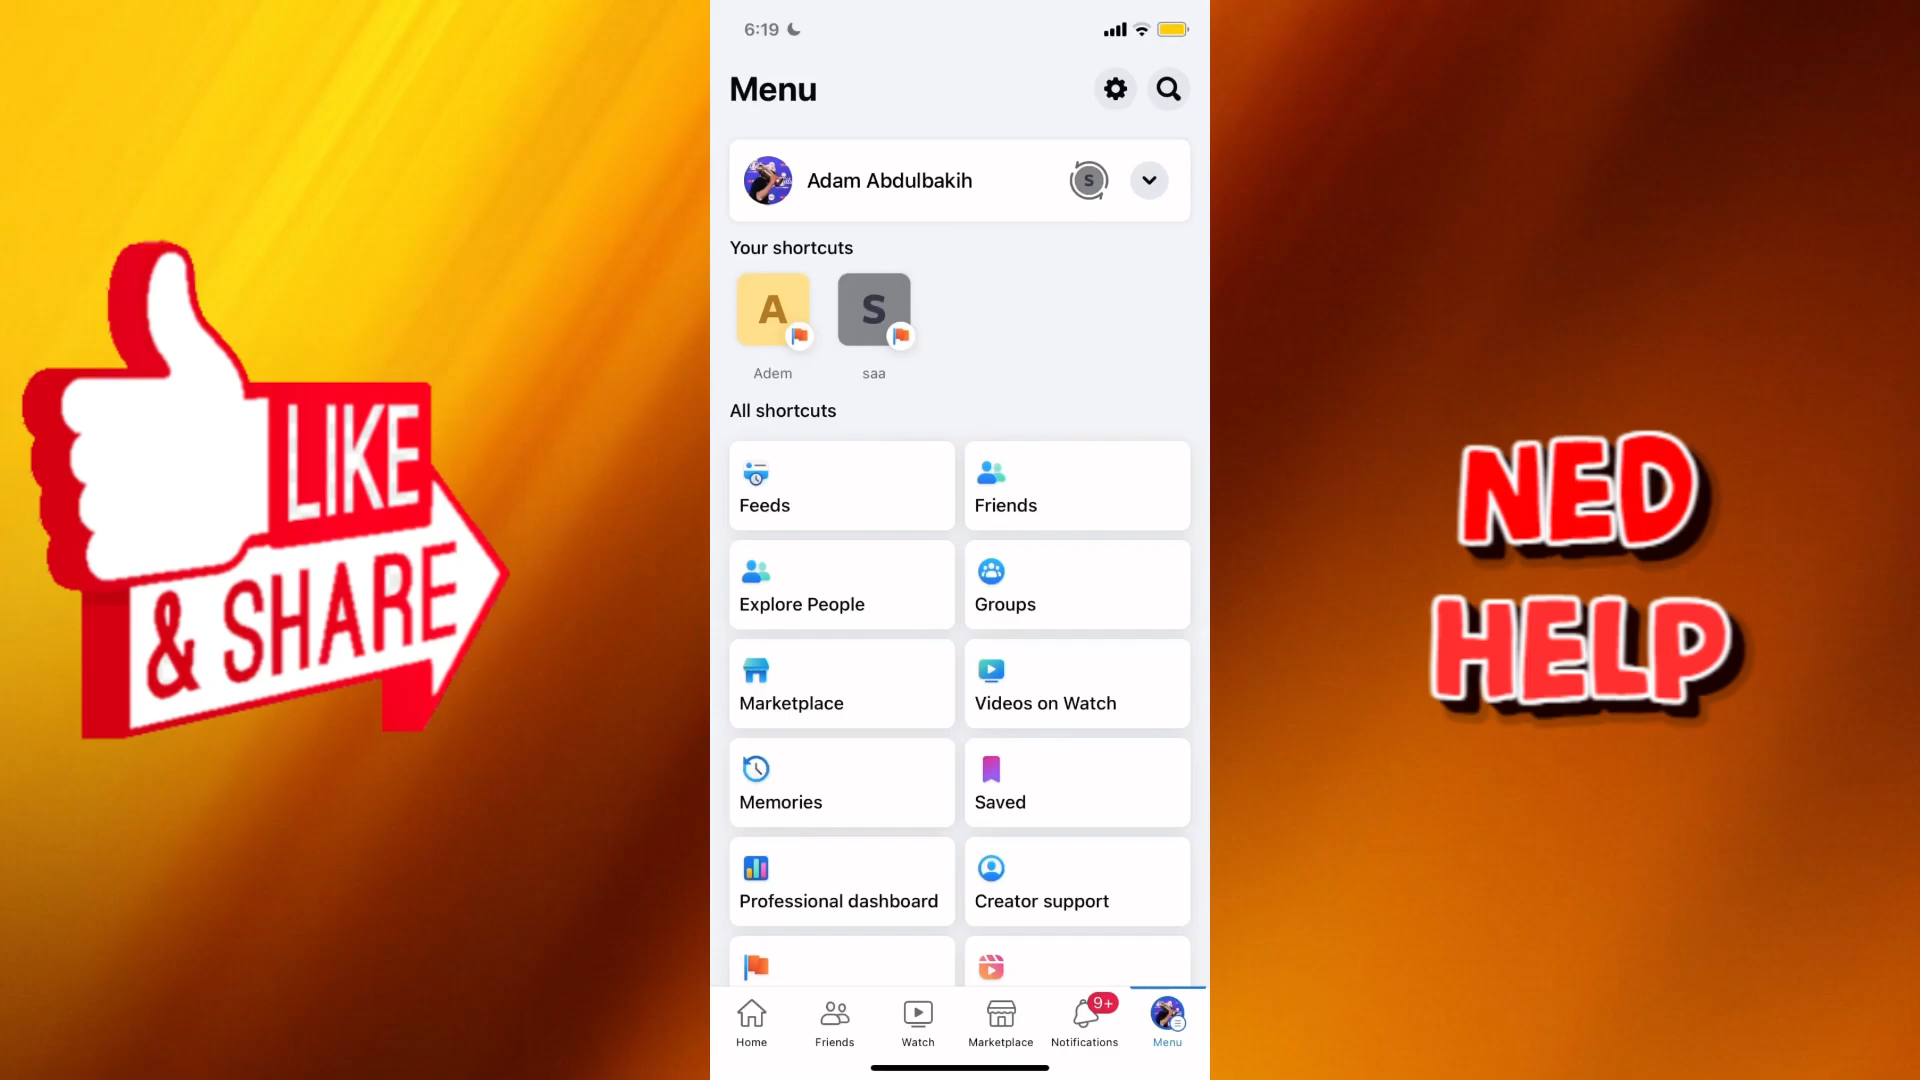 LIKE
& SHARE
6:19
Menu
Adam Abdulbakih
S
Your shortcuts
A
S
Adem
saa
All shortcuts
Feeds
Friends
Explore People
Groups
Marketplace
Videos on Watch
Memories
Saved
Professional dashboard
Creator support
9+
Home
Friends
Watch
Marketplace
Notifications
Menu
NED
HELP